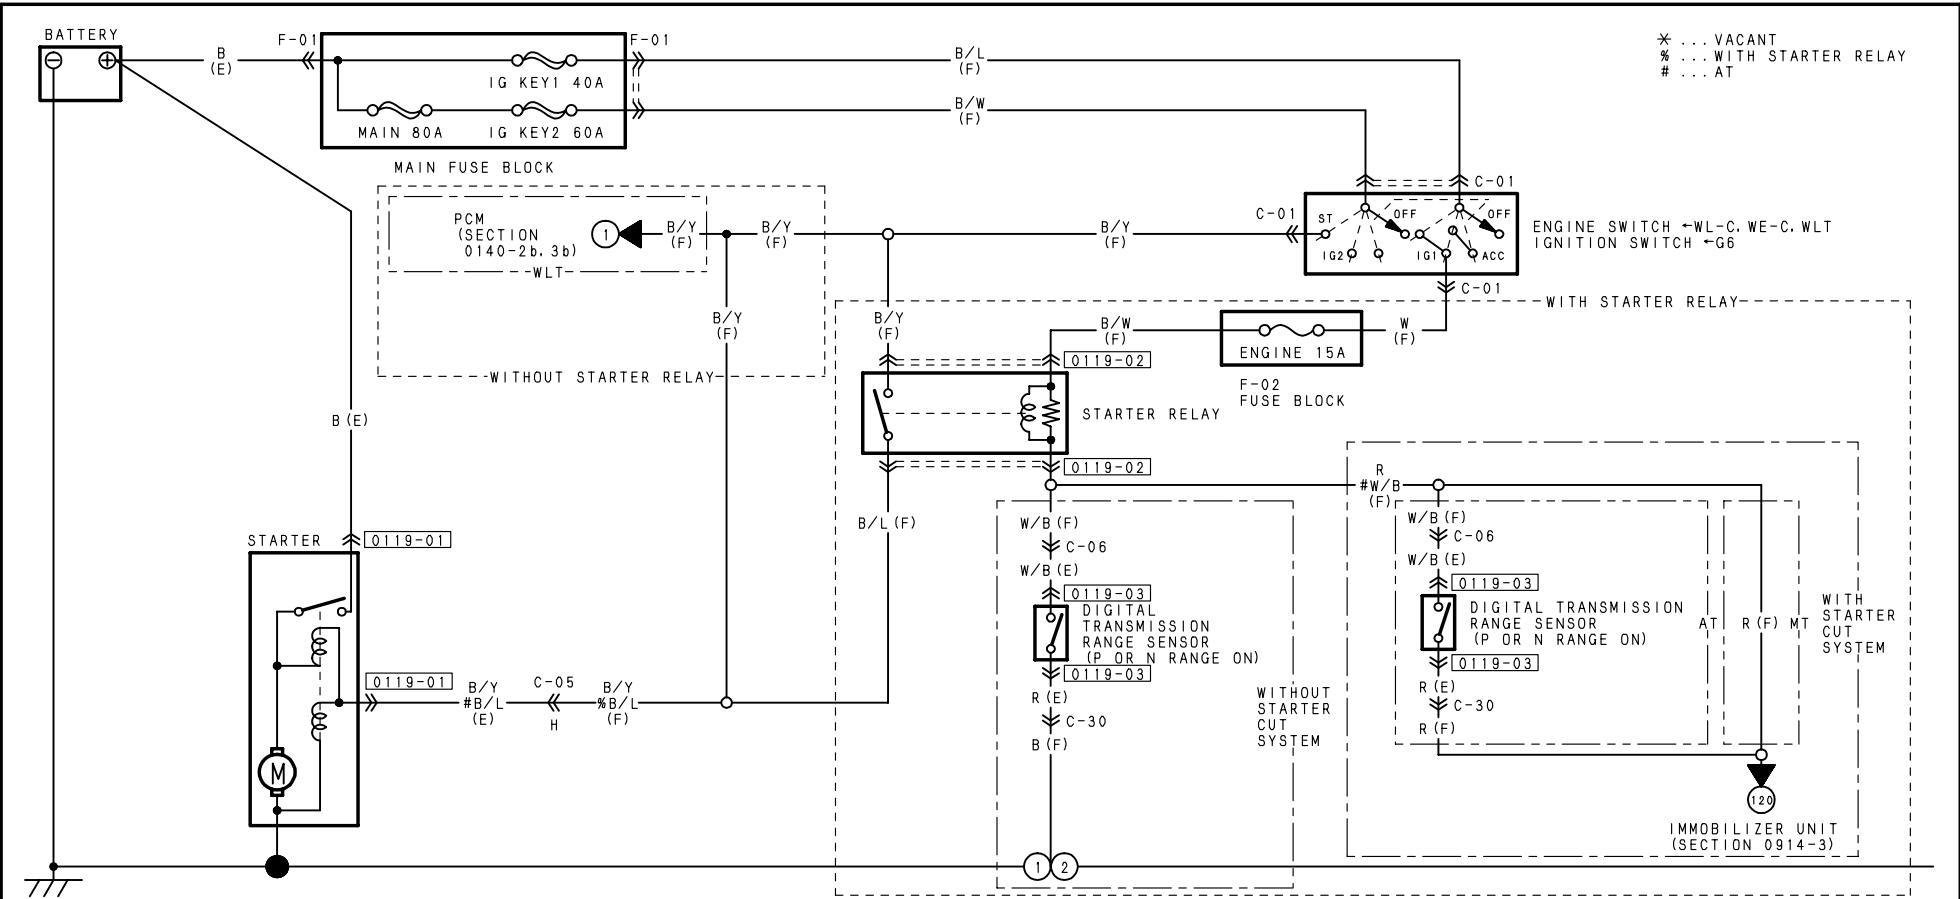 BATTERY
B
(E)
F-01
F-01
IG KEY1 40A
MAIN 80A
IG KEY2 60A
MAIN FUSE BLOCK
B/L
(F)
B/W
(F)
* ... VACANT
% ... WITH STARTER RELAY
# ... AT
C-01
PCM
(SECTION
0140-2b.3b)
1
B/Y
(F)
B/Y
(F)
WLT
B/Y
(F)
C-01
ST
OFF
OFF
IG2
IG1
ACC
ENGINE SWITCH ←WL-C.WE-C.WLT
IGNITION SWITCH ←G6
C-01
WITH STARTER RELAY
B/Y
(F)
B/Y
(F)
B/W
(F)
ENGINE 15A
W
(F)
F-02
FUSE BLOCK
WITHOUT STARTER RELAY
0119-02
STARTER RELAY
0119-02
B(E)
R
#W/B
(F)
B/L(F)
STARTER
0119-01
W/B(F)
C-06
W/B(E)
0119-03
DIGITAL
TRANSMISSION
RANGE SENSOR
(P OR N RANGE ON)
0119-03
R(E)
C-30
B(F)
WITHOUT
STARTER
CUT
SYSTEM
W/B(F)
C-06
W/B(E)
0119-03
DIGITAL TRANSMISSION
RANGE SENSOR
(P OR N RANGE ON)
AT
R(F)
MT
WITH
STARTER
CUT
SYSTEM
0119-03
R(E)
C-30
R(F)
0119-01
B/Y
#B/L
(E)
C-05
H
B/Y
%B/L
(F)
M
120
IMMOBILIZER UNIT
(SECTION 0914-3)
1
2